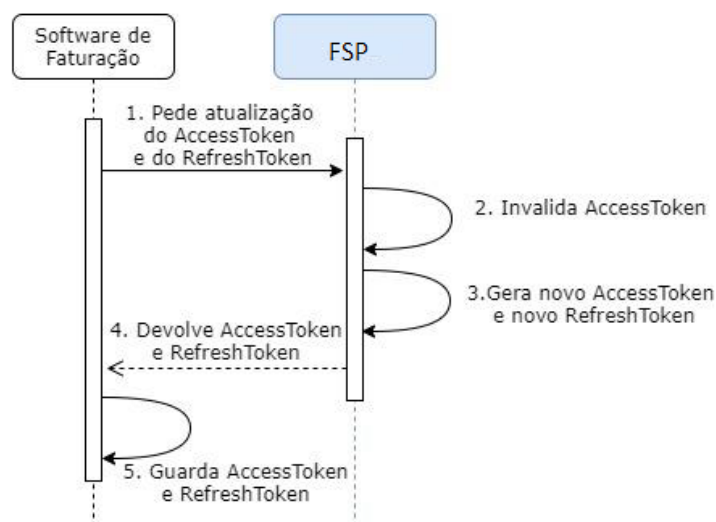 Software de
Faturação
FSP
1. Pede atualização
do AccessToken
e do RefreshToken
2. Invalida AccessToken
3.Gera novo AccessToken
e novo RefreshToken
4. Devolve AccessToken
e RefreshToken
5. Guarda AccessToken
e RefreshToken